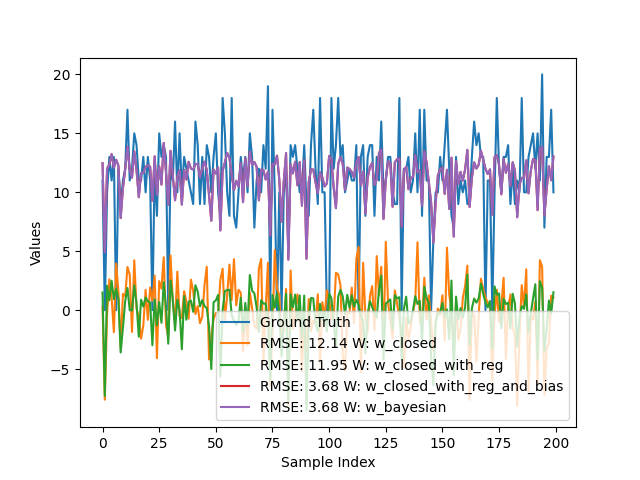 20
15
10
5
0
−5
Values
0
25
50
75
100
125
150
175
200
Sample Index
Ground Truth
RMSE: 12.14 W: w_closed
RMSE: 11.95 W: w_closed_with_reg
RMSE: 3.68 W: w_closed_with_reg_and_bias
RMSE: 3.68 W: w_bayesian